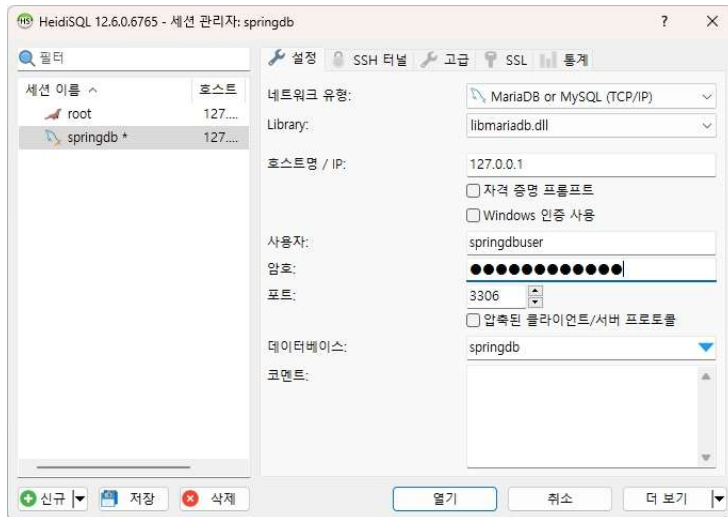 HeidiSQL 12.6.0.6765 - 세션 관리자: springdb
필터
세션 이름 호스트
root 127....
springdb * 127....
설정 SSH 터널 고급 SSL 통계
네트워크 유형: MariaDB or MySQL (TCP/IP)
Library: libmariadb.dll
호스트명 / IP: 127.0.0.1
자격 증명 프롬프트
Windows 인증 사용
사용자: springdbuser
암호: ●●●●●●●●●●●●
포트: 3306
압축된 클라이언트/서버 프로토콜
데이터베이스: springdb
코멘트:
신규 저장 삭제 열기 취소 더 보기